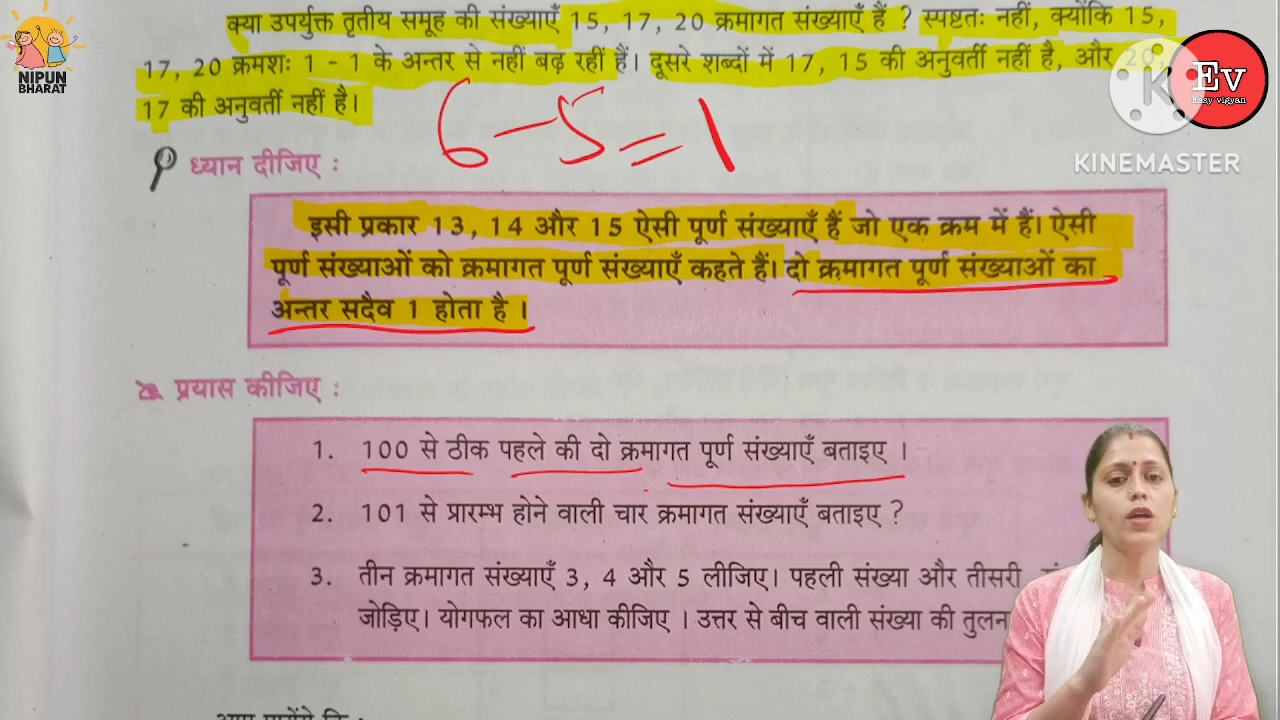 क्या उपर्युक्त तृतीय समूह की संख्याएँ 15, 17, 20 क्रमागत संख्याएँ हैं ? स्पष्टतः नहीं, क्योंकि 15,
17, 20 क्रमशः 1 - 1 के अन्तर से नहीं बढ़ रहीं हैं। दूसरे शब्दों में 17, 15 की अनुवर्ती नहीं है, और 20,
17 की अनुवर्ती नहीं है।
6-5=1
ध्यान दीजिए :
इसी प्रकार 13, 14 और 15 ऐसी पूर्ण संख्याएँ हैं जो एक क्रम में हैं। ऐसी
पूर्ण संख्याओं को क्रमागत पूर्ण संख्याएँ कहते हैं। दो क्रमागत पूर्ण संख्याओं का
अन्तर सदैव 1 होता है ।
प्रयास कीजिए :
1. 100 से ठीक पहले की दो क्रमागत पूर्ण संख्याएँ बताइए ।
2. 101 से प्रारम्भ होने वाली चार क्रमागत संख्याएँ बताइए ?
3. तीन क्रमागत संख्याएँ 3, 4 और 5 लीजिए। पहली संख्या और तीसरी
जोड़िए। योगफल का आधा कीजिए । उत्तर से बीच वाली संख्या की
NIPUN
BHARAT
Ev
Easy vigyan
K
KINEMASTER